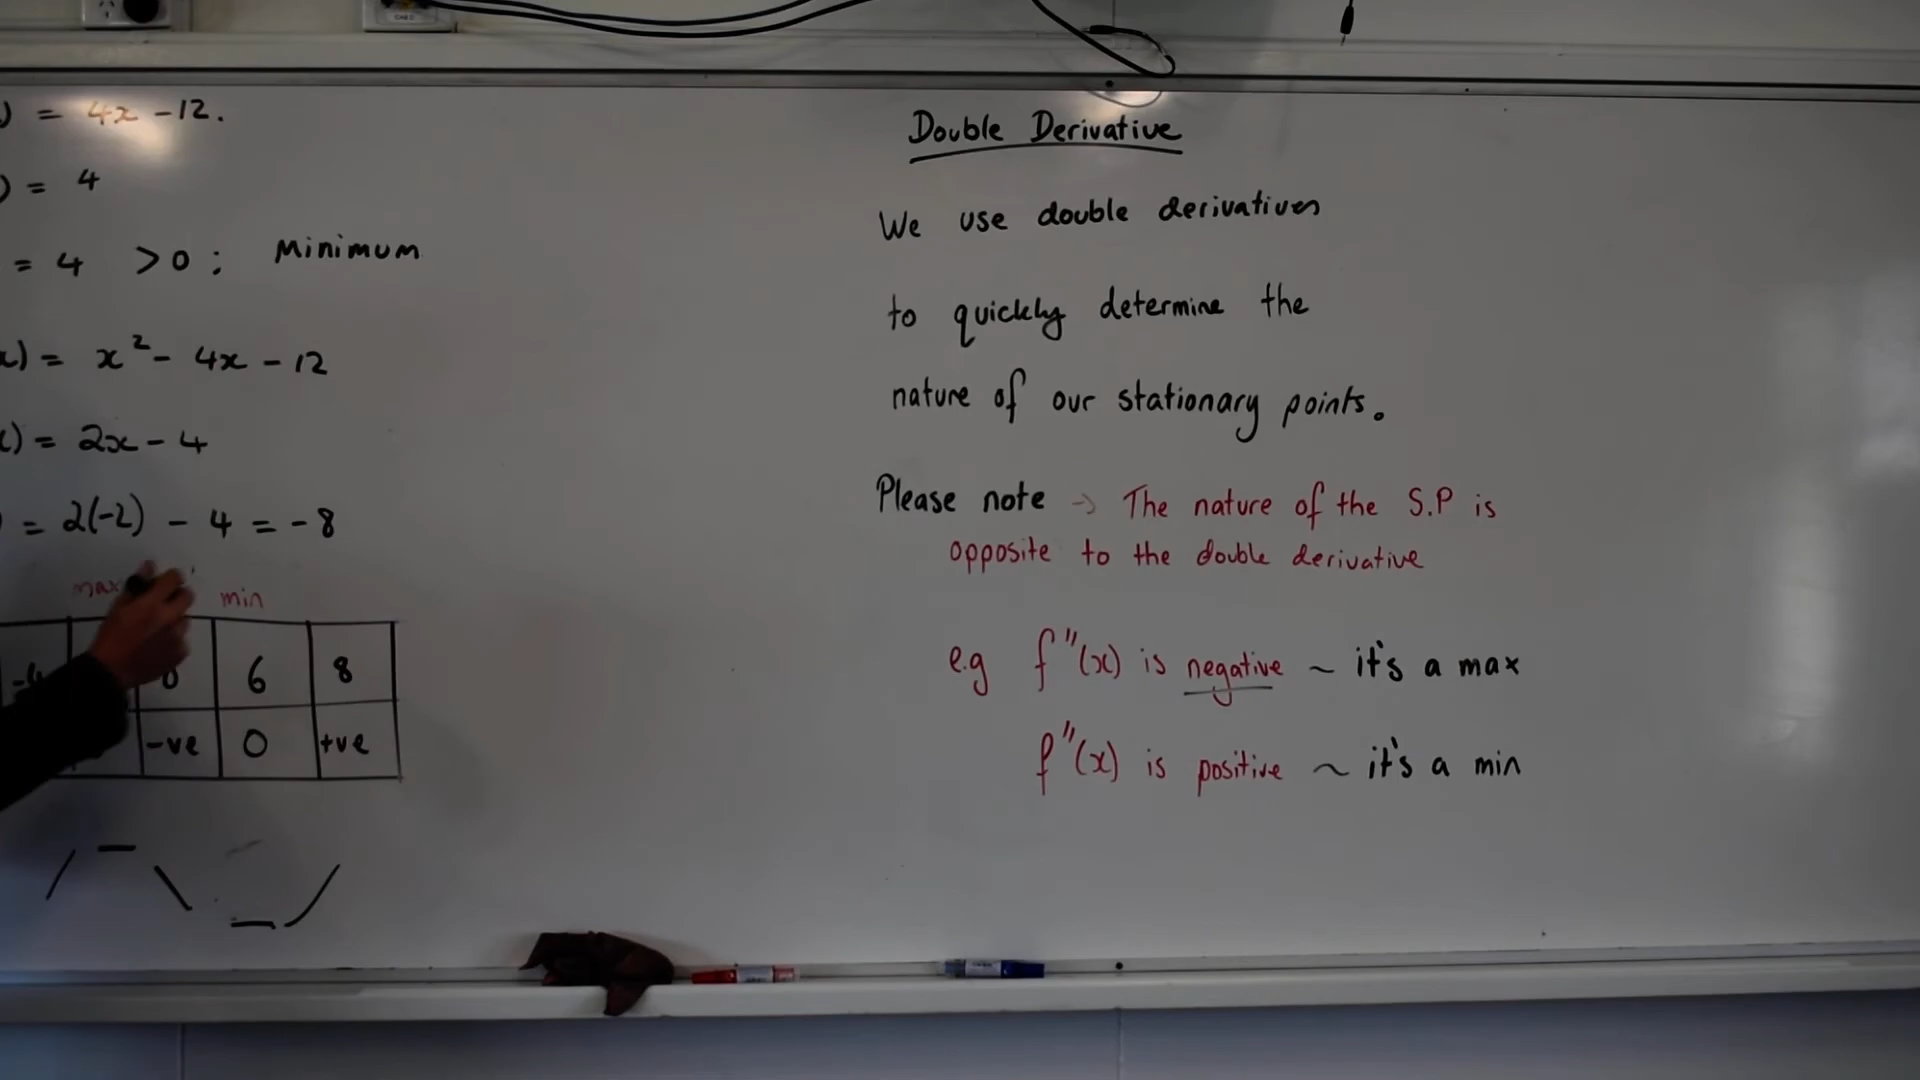 ) = 4x - 12.
) = 4
= 4 > 0 ; Minimum
x) = x² - 4x - 12
x) = 2x - 4
) = 2(-2) - 4 = -8
max min
-4 0 6 8
-ve 0 +ve
Double Derivative
We use double derivatives
to quickly determine the
nature of our stationary points.
Please note → The nature of the S.P is
opposite to the double derivative
e.g f''(x) is negative ~ it's a max
f''(x) is positive ~ it's a min